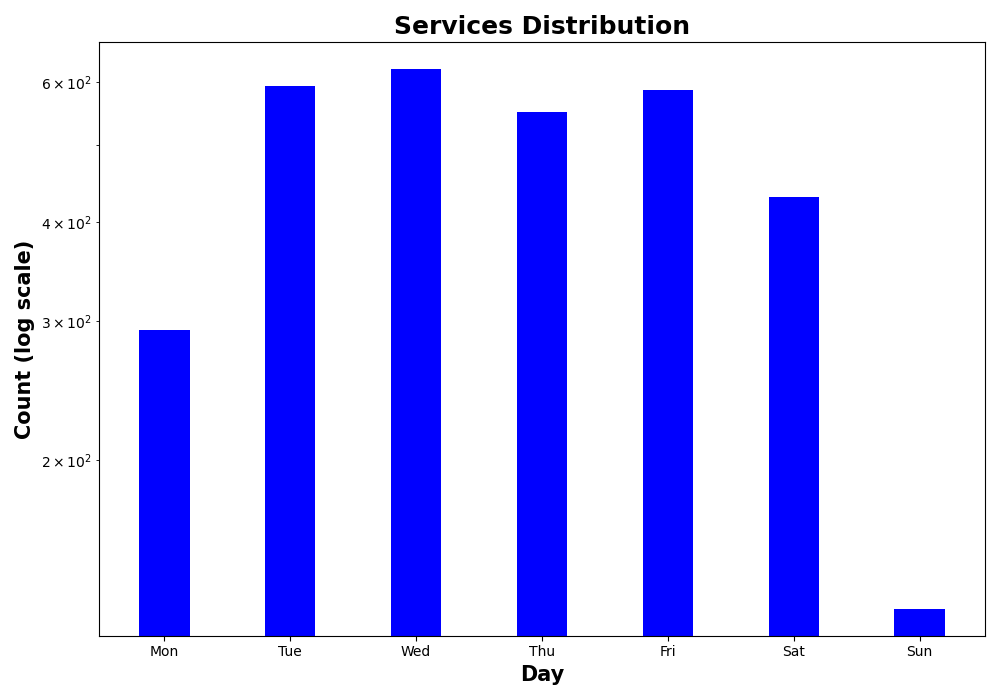 Services Distribution
Count (log scale)
6 × 10²
4 × 10²
3 × 10²
2 × 10²
Mon Tue Wed Thu Fri Sat Sun
Day